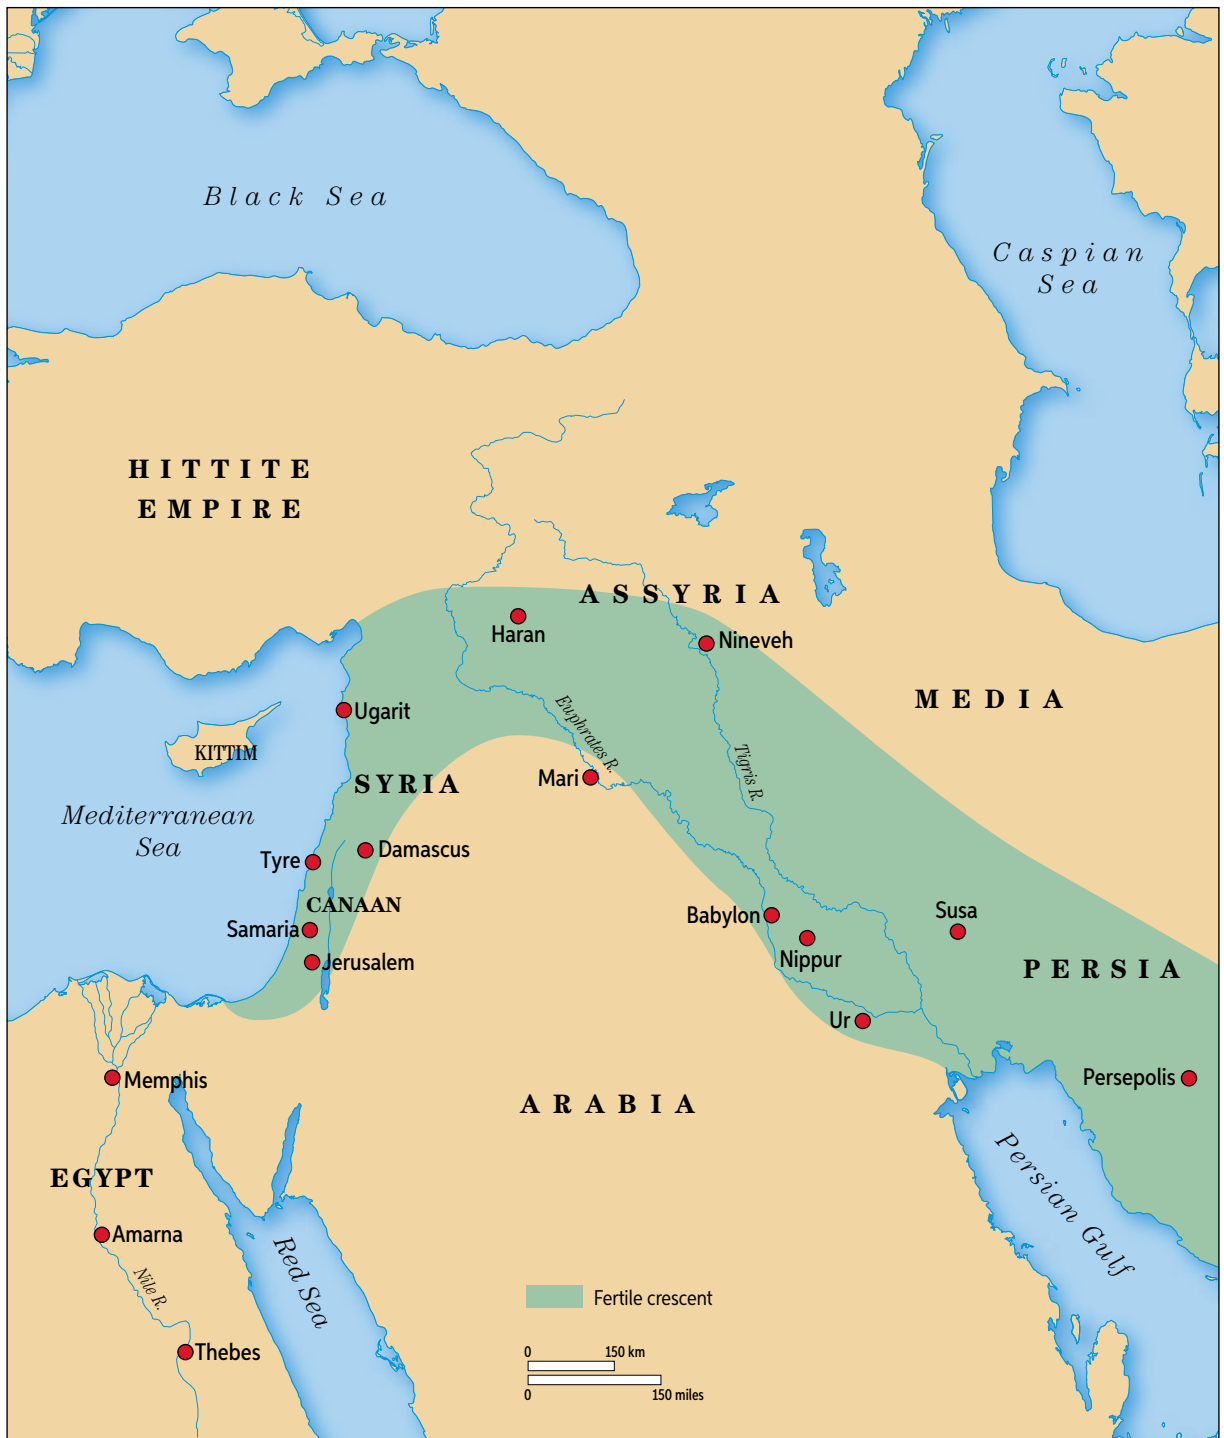 Black Sea
Caspian
Sea
HITTITE
EMPIRE
ASSYRIA
Haran
Nineveh
MEDIA
Ugarit
Euphrates R.
KITTIM
Tigris R.
Mari
SYRIA
Mediterranean
Sea
Tyre
Damascus
CANAAN
Babylon
Susa
Samaria
Nippur
Jerusalem
PERSIA
Ur
Memphis
Persepolis
ARABIA
Persian Gulf
EGYPT
Amarna
Red Sea
Nile R.
Fertile crescent
Thebes
0 150 km
0 150 miles